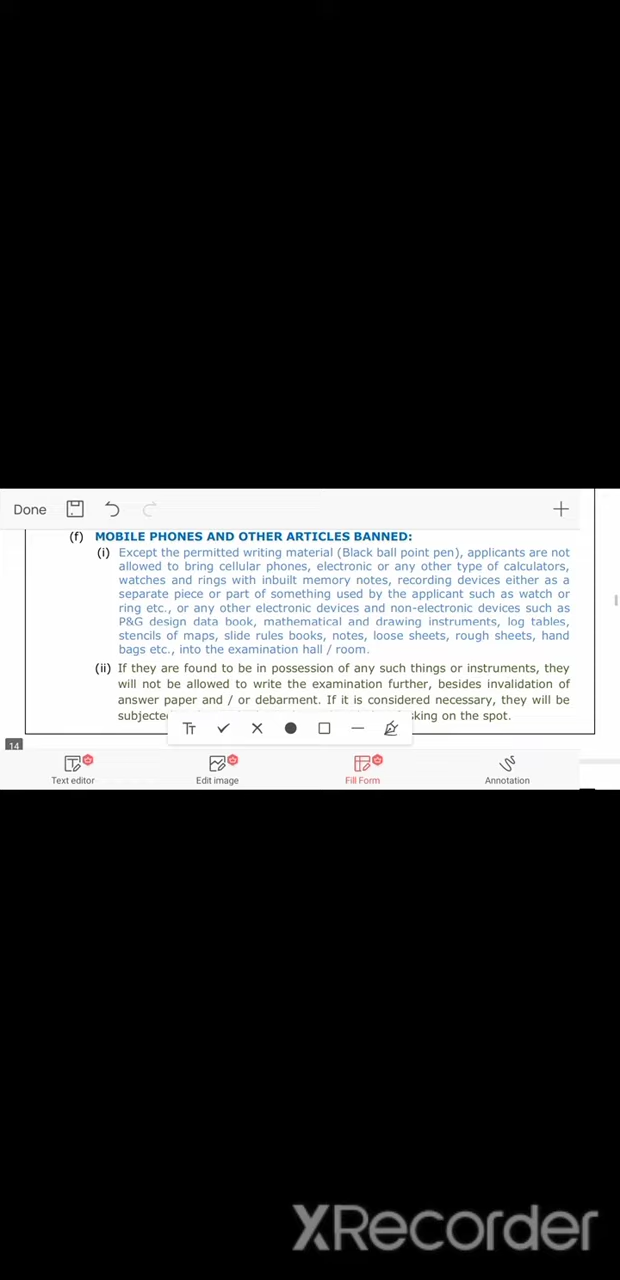 Done
(f) MOBILE PHONES AND OTHER ARTICLES BANNED:
(i) Except the permitted writing material (Black ball point pen), applicants are not
allowed to bring cellular phones, electronic or any other type of calculators,
watches and rings with inbuilt memory notes, recording devices either as a
separate piece or part of something used by the applicant such as watch or
ring etc., or any other electronic devices and non-electronic devices such as
P&G design data book, mathematical and drawing instruments, log tables,
stencils of maps, slide rules books, notes, loose sheets, rough sheets, hand
bags etc., into the examination hall / room.
(ii) If they are found to be in possession of any such things or instruments, they
will not be allowed to write the examination further, besides invalidation of
answer paper and / or debarment. If it is considered necessary, they will be
subjected on the spot.
Tт
14
Text editor Edit image Fill Form Annotation
XRecorder